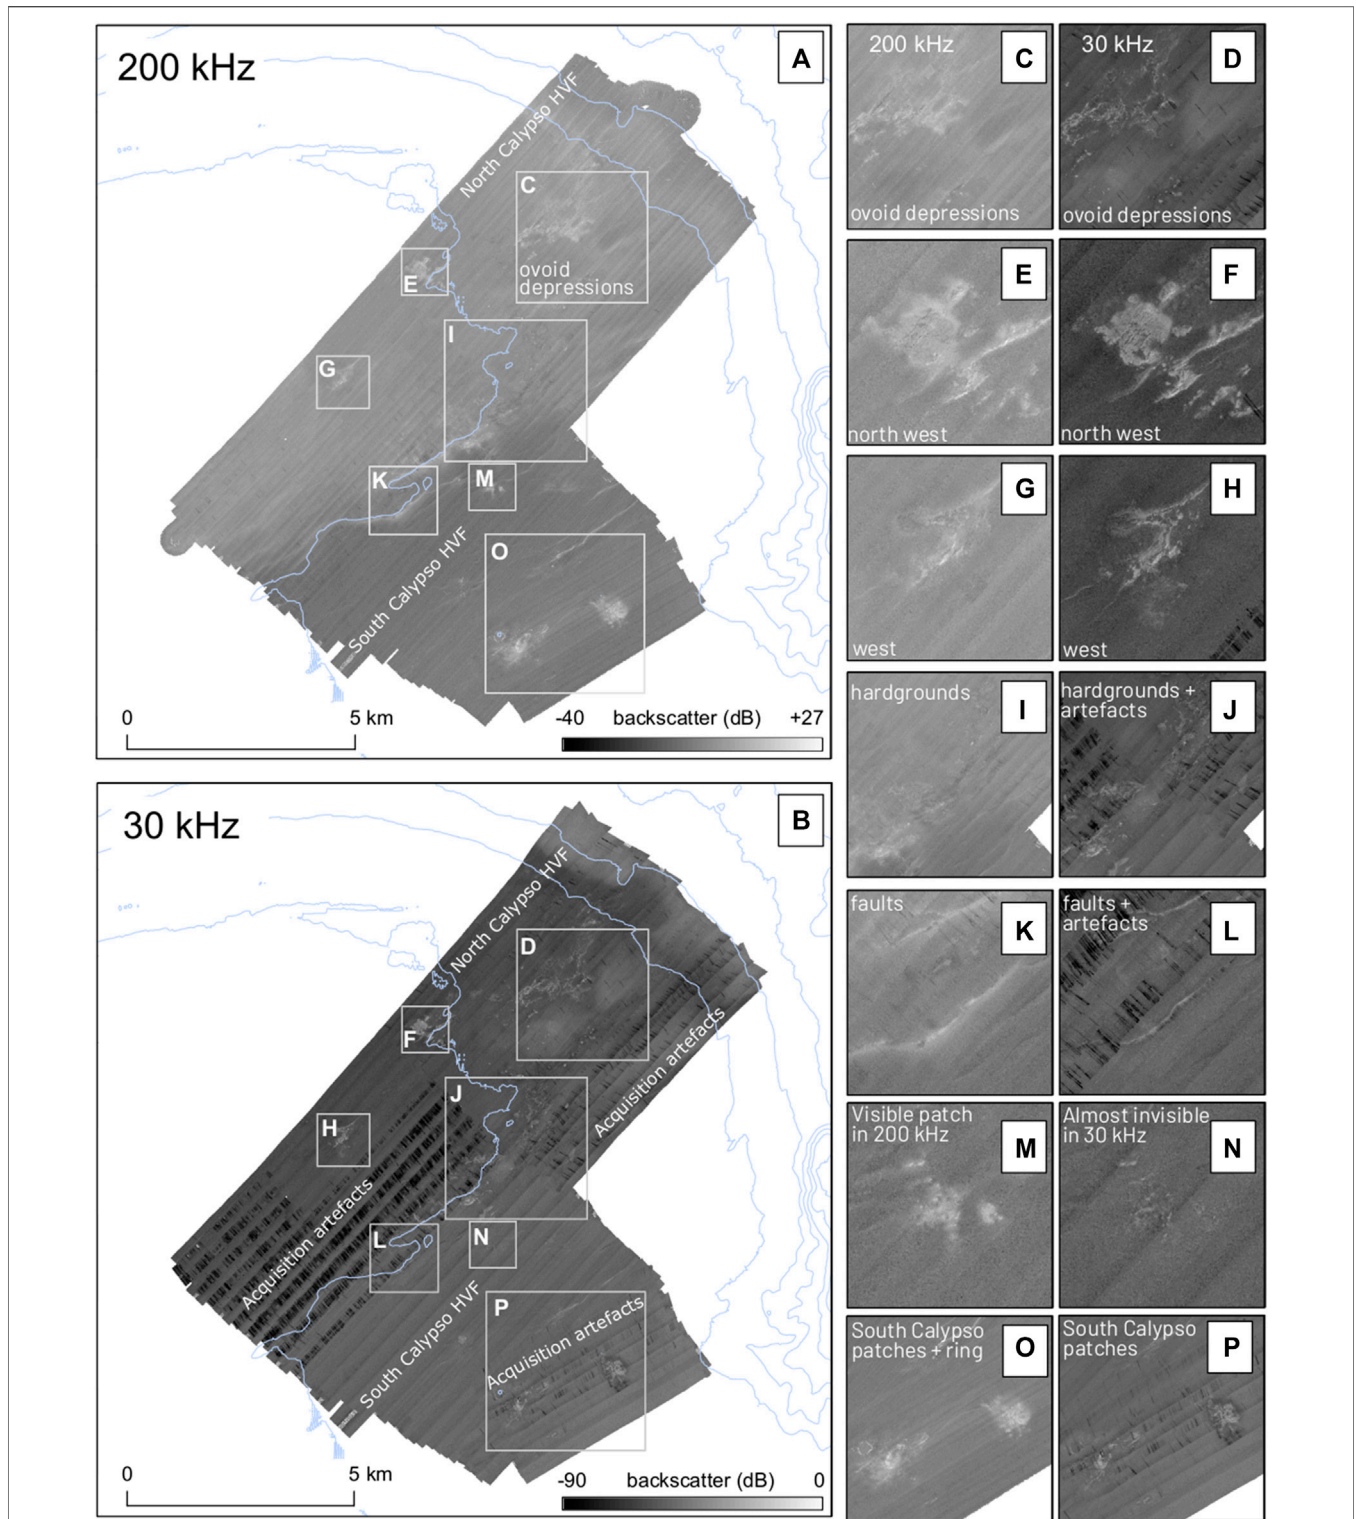 200 kHz
A
North Calypso HVF
C
ovoid
depressions
E
I
G
K
M
O
South Calypso HVF
0
5 km
-40
backscatter (dB)
+27
30 kHz
B
North Calypso HVF
D
F
J
H
Acquisition artefacts
Acquisition artefacts
L
N
P
Acquisition artefacts
South Calypso HVF
0
5 km
-90
backscatter (dB)
0
200 kHz
C
ovoid depressions
30 kHz
D
ovoid depressions
E
north west
F
north west
G
west
H
west
hardgrounds
I
hardgrounds +
artefacts
J
faults
K
faults +
artefacts
L
Visible patch
in 200 kHz
M
Almost invisible
in 30 kHz
N
South Calypso
patches + ring
O
South Calypso
patches
P